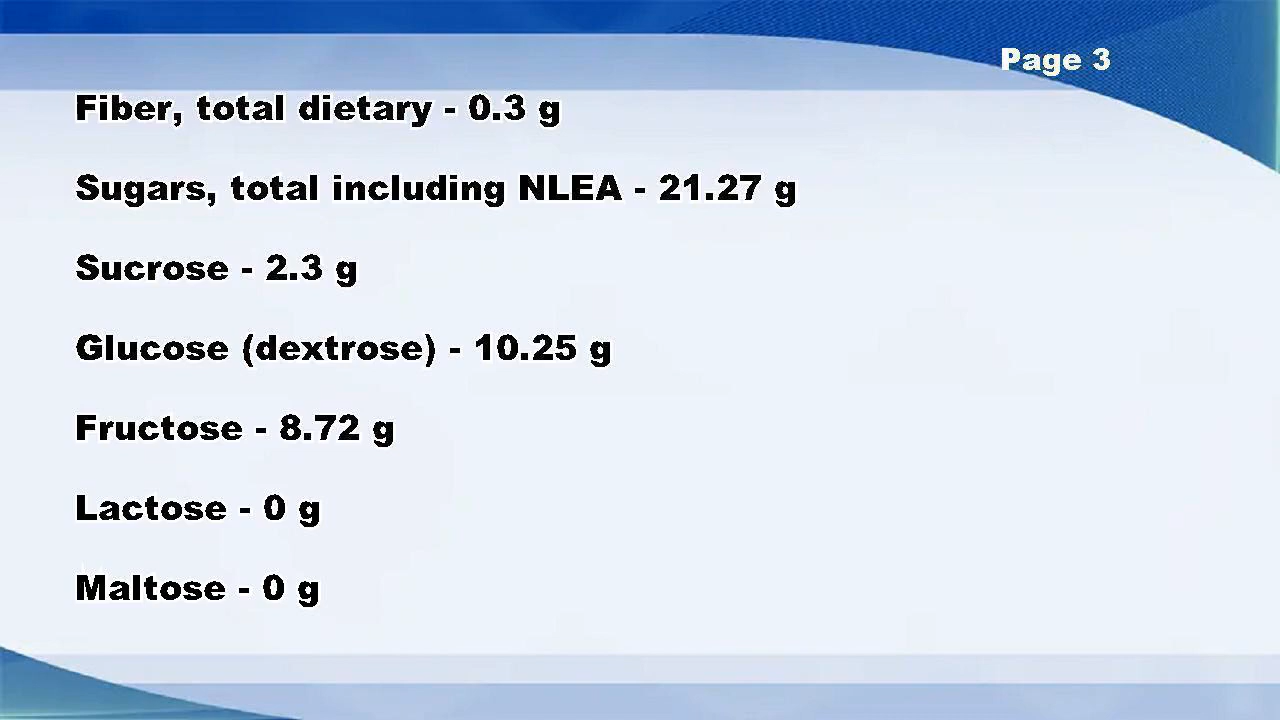 Page 3
Fiber, total dietary - 0.3 g
Sugars, total including NLEA - 21.27 g
Sucrose - 2.3 g
Glucose (dextrose) - 10.25 g
Fructose - 8.72 g
Lactose - 0 g
Maltose - 0 g